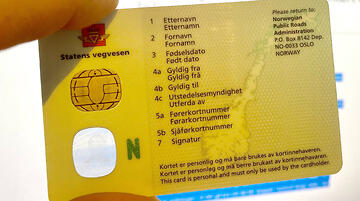 Statens vegvesen
N
1 Etternavn
Etternamn
2 Fornavn
Fornamn
3 Fødselsdato
Født dato
4a Gyldig fra
Gyldig frå
4b Gyldig til
4c Utstedelsesmyndighet
Utferda av
5a Førerkortnummer
Førarkortnummer
5b Sjåførkortnummer
7 Signatur
Please return to:
Norwegian
Public Roads
Administration
P.O. Box 8142 Dep.
NO-0033 OSLO
NORWAY
Kortet er personlig og må bare brukes av kortinnehaveren.
Kortet er personleg og må berre brukast av kortinnehavaren.
This card is personal and must only be used by the cardholder.